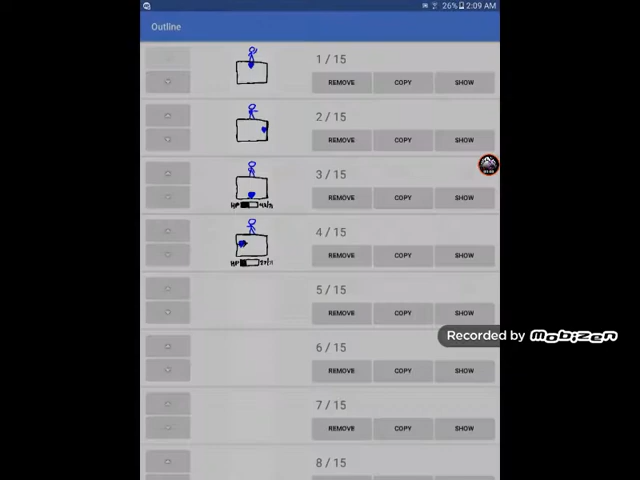 26% 2:09 AM
Outline
1 / 15
REMOVE COPY SHOW
2 / 15
REMOVE COPY SHOW
3 / 15
REMOVE COPY SHOW
HP
4 / 15
REMOVE COPY SHOW
HP
5 / 15
REMOVE COPY SHOW
Recorded by mobizen
6 / 15
REMOVE COPY SHOW
7 / 15
REMOVE COPY SHOW
8 / 15